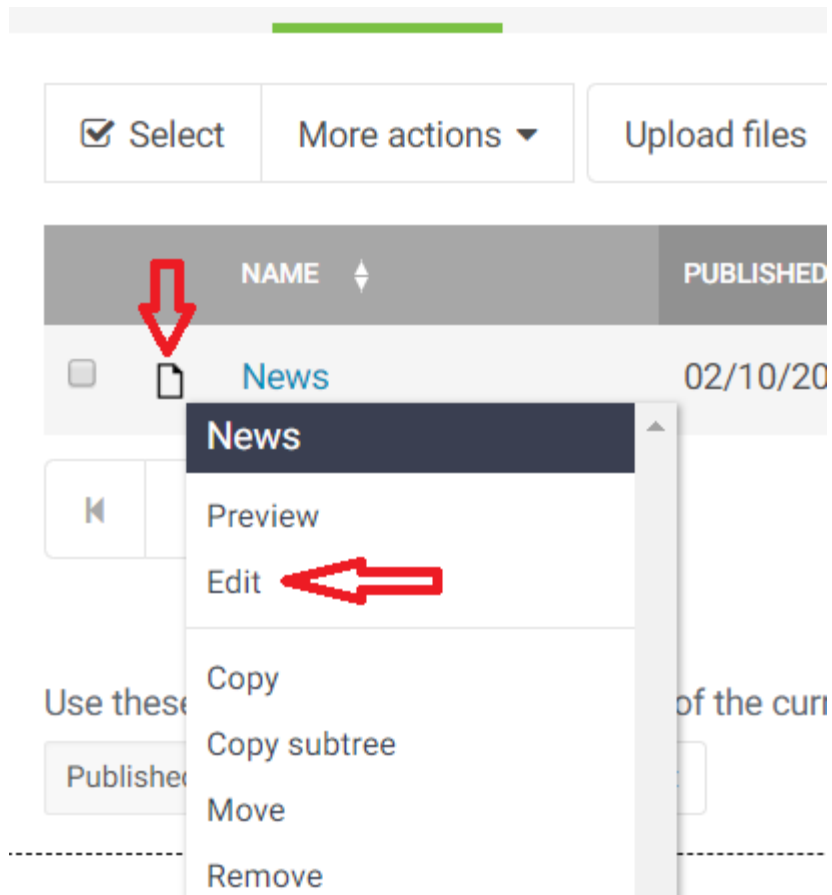 Select More actions Upload files
NAME PUBLISHED
News 02/10/20
News
Preview
Edit
Copy
Use these of the curr
Copy subtree
Published
Move
Remove